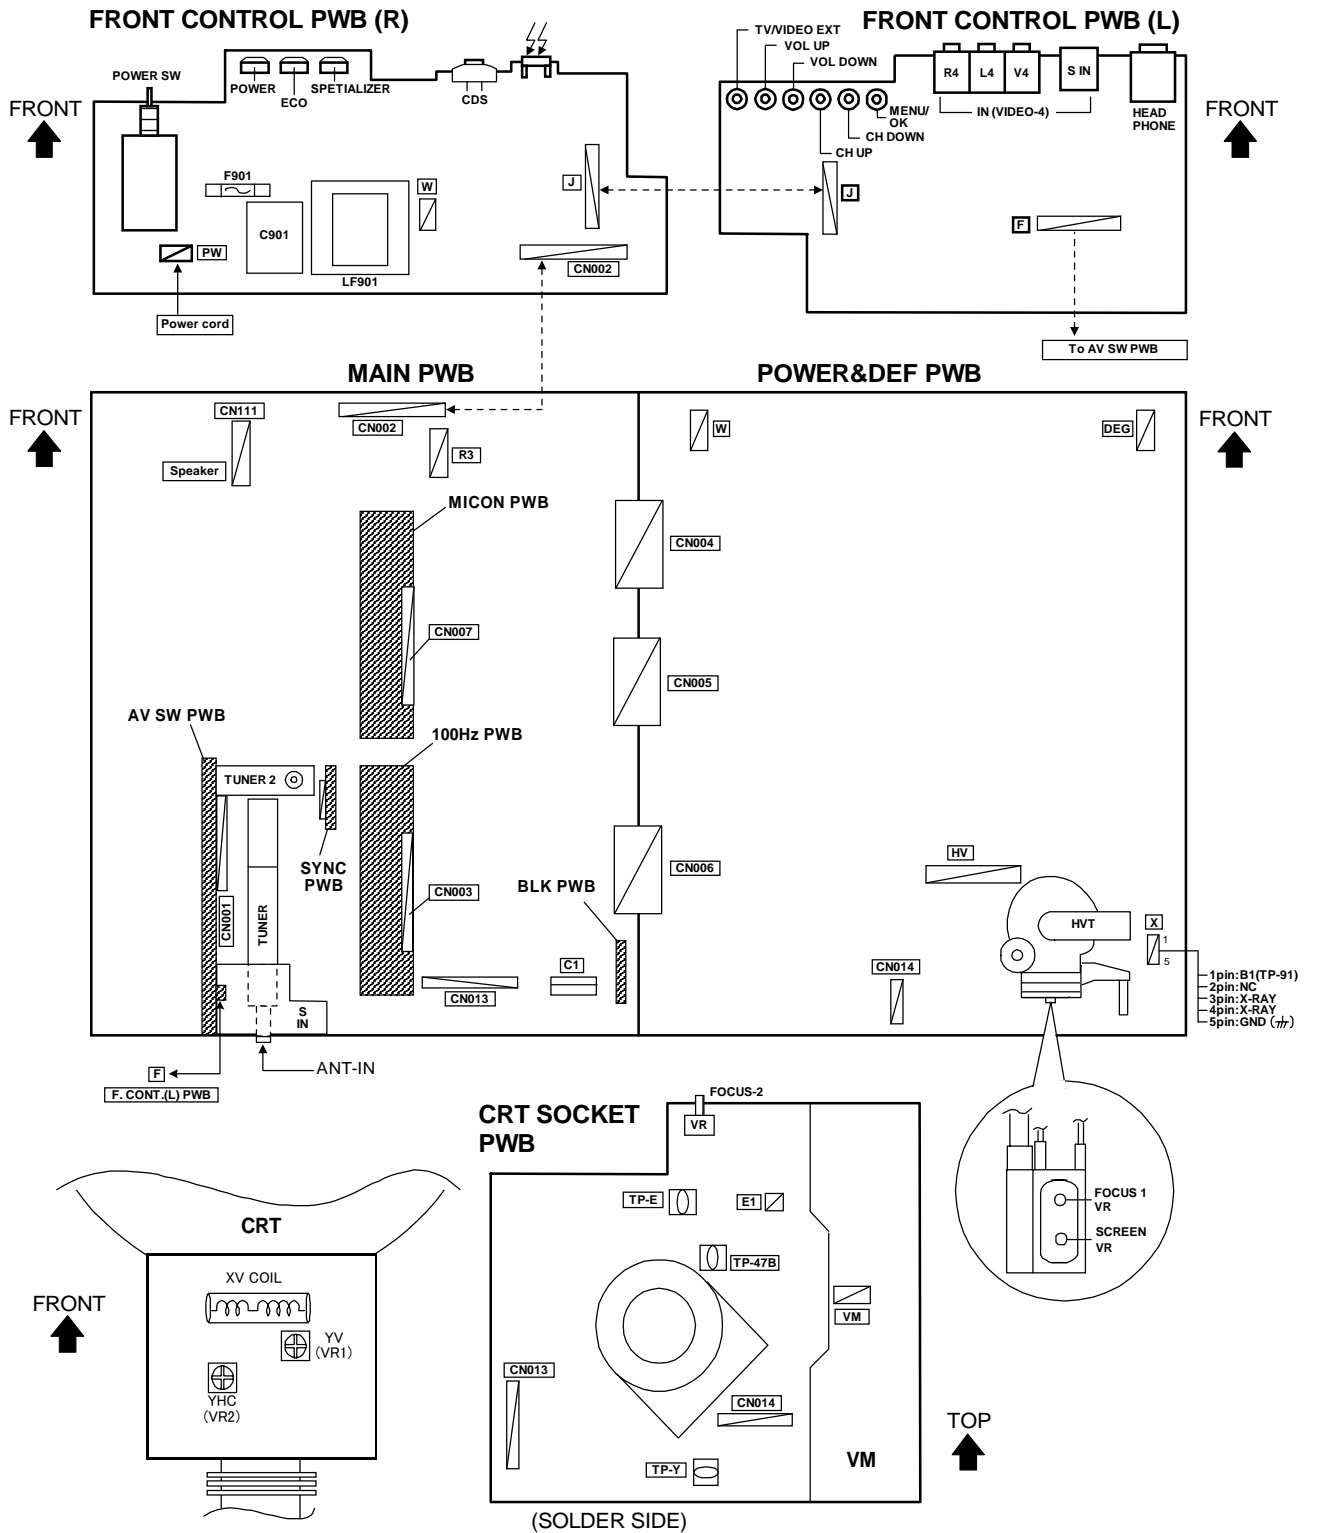 FRONT CONTROL PWB (R)
FRONT CONTROL PWB (L)
POWER SW
POWER
ECO
SPETIALIZER
CDS
FRONT
F901
W
J
C901
PW
LF901
CN002
Power cord
TV/VIDEO EXT
VOL UP
VOL DOWN
MENU/
OK
CH DOWN
CH UP
R4
L4
V4
S IN
IN (VIDEO-4)
HEAD
PHONE
FRONT
J
F
To AV SW PWB
MAIN PWB
POWER&DEF PWB
FRONT
CN111
Speaker
CN002
R3
W
DEG
FRONT
MICON PWB
CN004
CN007
CN005
AV SW PWB
100Hz PWB
TUNER 2
SYNC
PWB
CN001
TUNER
CN003
BLK PWB
CN006
HV
HVT
X
1
5
C1
CN013
CN014
S
IN
1pin:B1(TP-91)
2pin:NC
3pin:X-RAY
4pin:X-RAY
5pin:GND ( )
F
F. CONT.(L) PWB
ANT-IN
CRT SOCKET
PWB
FOCUS-2
VR
TP-E
E1
TP-47B
VM
CN013
CN014
TP-Y
VM
(SOLDER SIDE)
TOP
FOCUS 1
VR
SCREEN
VR
CRT
XV COIL
YV
(VR1)
YHC
(VR2)
FRONT